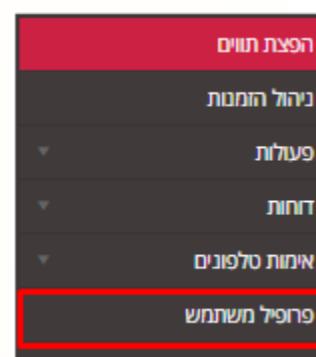 הפצת תווים
ניהול הזמנות
פעולות
דוחות
אימות טלפונים
פרופיל משתמש